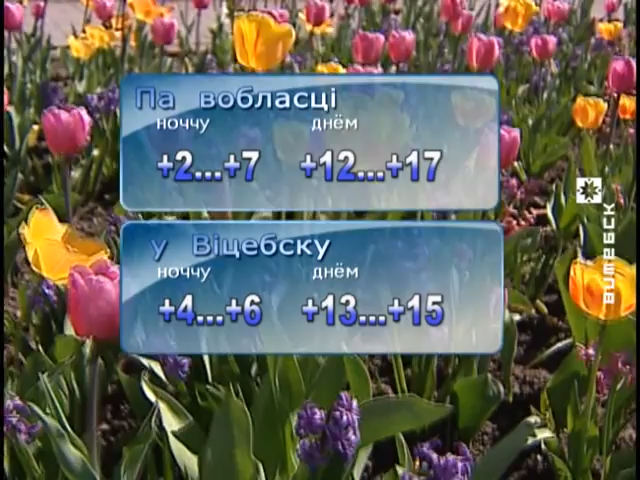 Па вобласці
ноччу днём
+2...+7 +12...+17
у Віцебску
ноччу днём
+4...+6 +13...+15
ВИТЕБСК